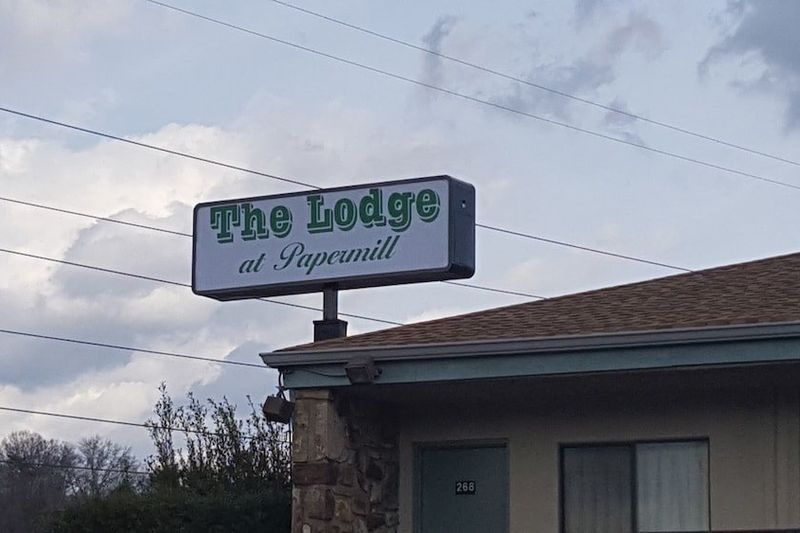 The Lodge
at Papermill
268